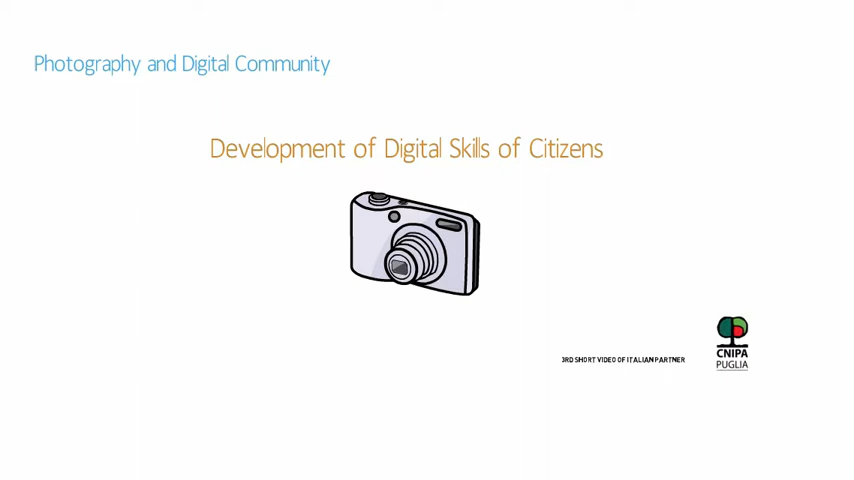 Photography and Digital Community
Development of Digital Skills of Citizens
3RD SHORT VIDEO OF ITALIAN PARTNER
CNIPA
PUGLIA